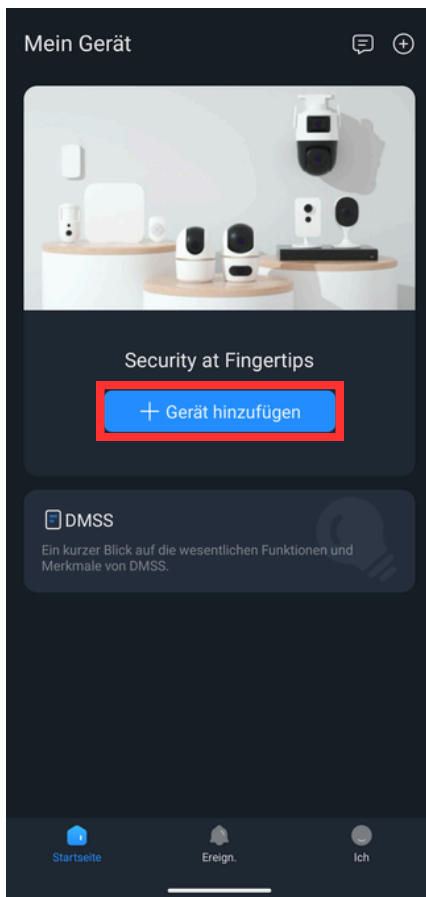 Mein Gerät
Security at Fingertips
Gerät hinzufügen
DMSS
Ein kurzer Blick auf die wesentlichen Funktionen und
Merkmale von DMSS.
Startseite
Ereign.
Ich